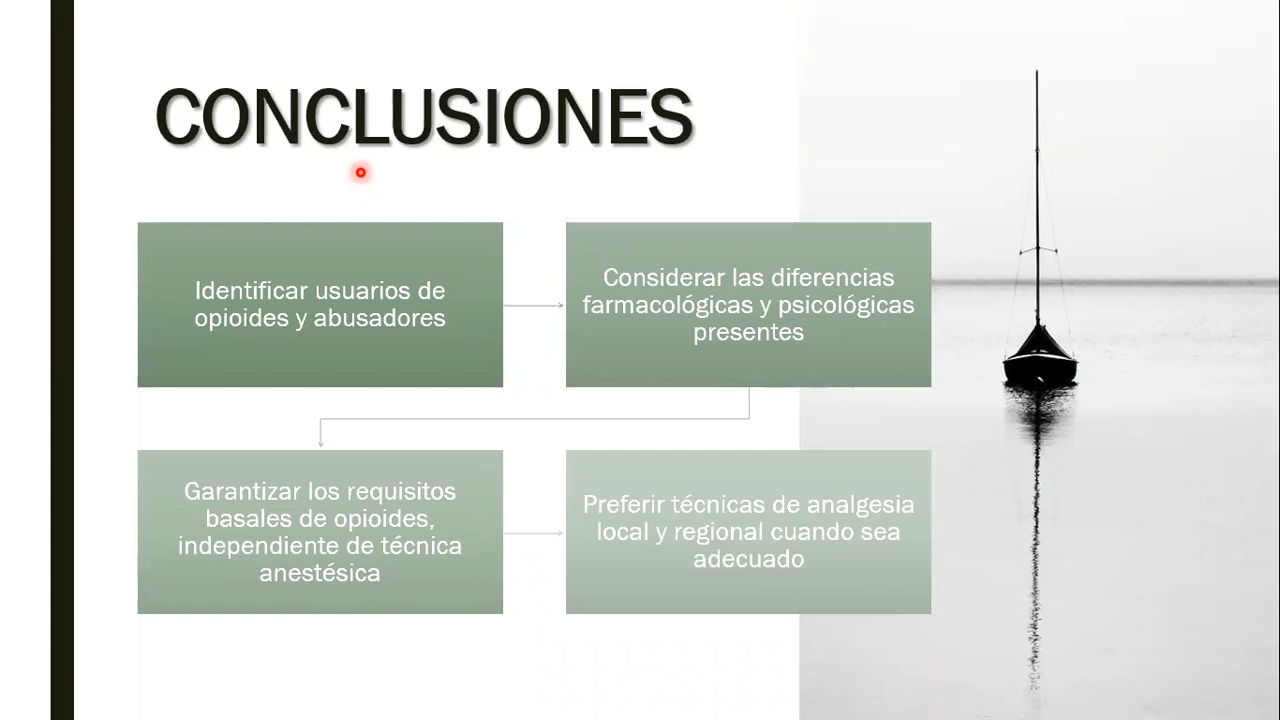 CONCLUSIONES
Identificar usuarios de
opioides y abusadores
Considerar las diferencias
farmacológicas y psicológicas
presentes
Garantizar los requisitos
basales de opioides,
independiente de técnica
anestésica
Preferir técnicas de analgesia
local y regional cuando sea
adecuado